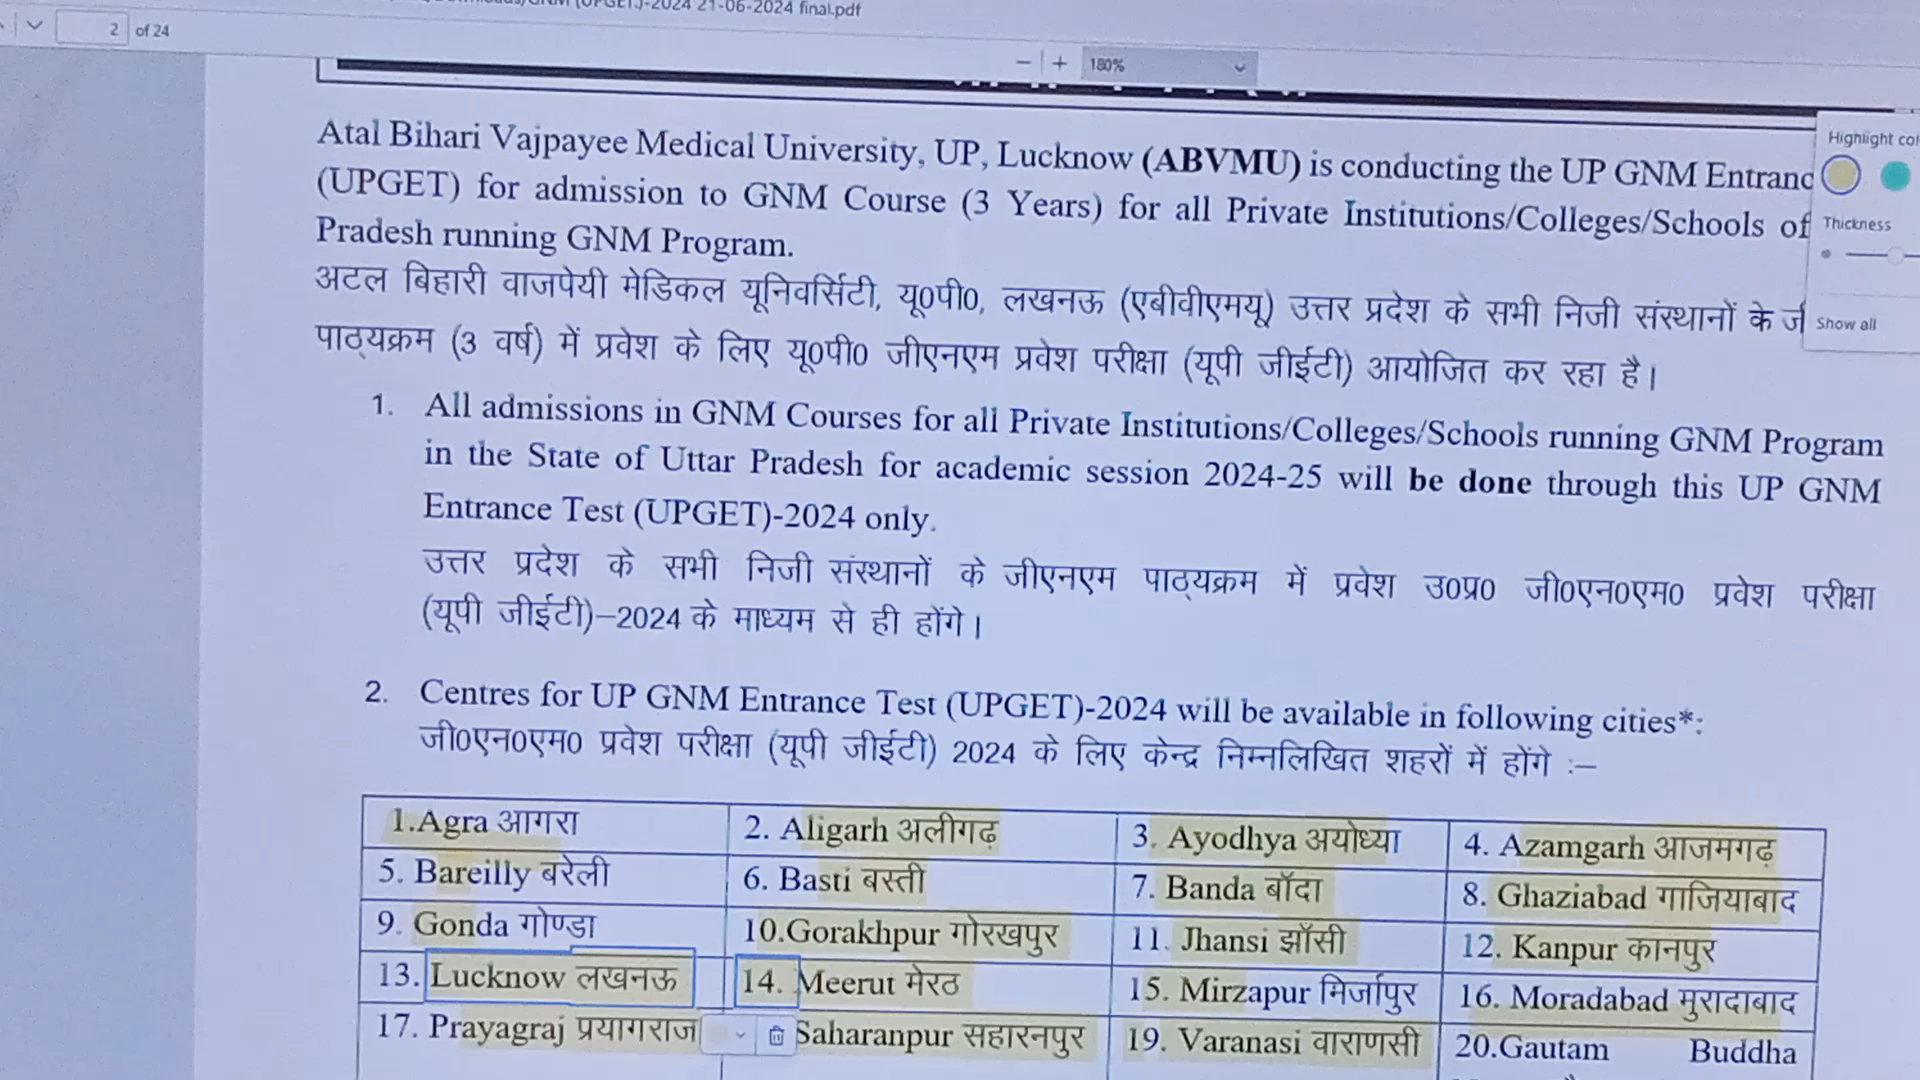 2024 21-06-2024 final.pdf
2 of 24
180%
Atal Bihari Vajpayee Medical University, UP, Lucknow (ABVMU) is conducting the UP GNM
(UPGET) for admission to GNM Course (3 Years) for all Private Institutions/Colleges/Schools of
Pradesh running GNM Program.
अटल बिहारी वाजपेयी मेडिकल यूनिवर्सिटी, यू0पी0, लखनऊ (एबीवीएमयू) उत्तर प्रदेश के सभी निजी संस्थानों के
पाठ्यक्रम (3 वर्ष) में प्रवेश के लिए यू0पी0 जीएनएम प्रवेश परीक्षा (यूपी जीईटी) आयोजित कर रहा है।
Thickness
Show all
1. All admissions in GNM Courses for all Private Institutions/Colleges/Schools running GNM Program
in the State of Uttar Pradesh for academic session 2024-25 will be done through this UP GNM
Entrance Test (UPGET)-2024 only.
उत्तर प्रदेश के सभी निजी संस्थानों के जीएनएम पाठ्यक्रम में प्रवेश उ0प्र0 जी0एन0एम0 प्रवेश परीक्षा
(यूपी जीईटी)–2024 के माध्यम से ही होंगे।
2. Centres for UP GNM Entrance Test (UPGET)-2024 will be available in following cities*:
जी0एन0एम0 प्रवेश परीक्षा (यूपी जीईटी) 2024 के लिए केन्द्र निम्नलिखित शहरों में होंगे :–
1.Agra आगरा 2. Aligarh अलीगढ़ 3. Ayodhya अयोध्या 4. Azamgarh आजमगढ़
5. Bareilly बरेली 6. Basti बस्ती 7. Banda बॉदा 8. Ghaziabad गाजियाबाद
9. Gonda गोण्डा 10.Gorakhpur गोरखपुर 11. Jhansi झॉसी 12. Kanpur कानपुर
13. Lucknow लखनऊ 14. Meerut मेरठ 15. Mirzapur मिर्जापुर 16. Moradabad मुरादाबाद
17. Prayagraj प्रयागराज Saharanpur सहारनपुर 19. Varanasi वाराणसी 20.Gautam Buddha